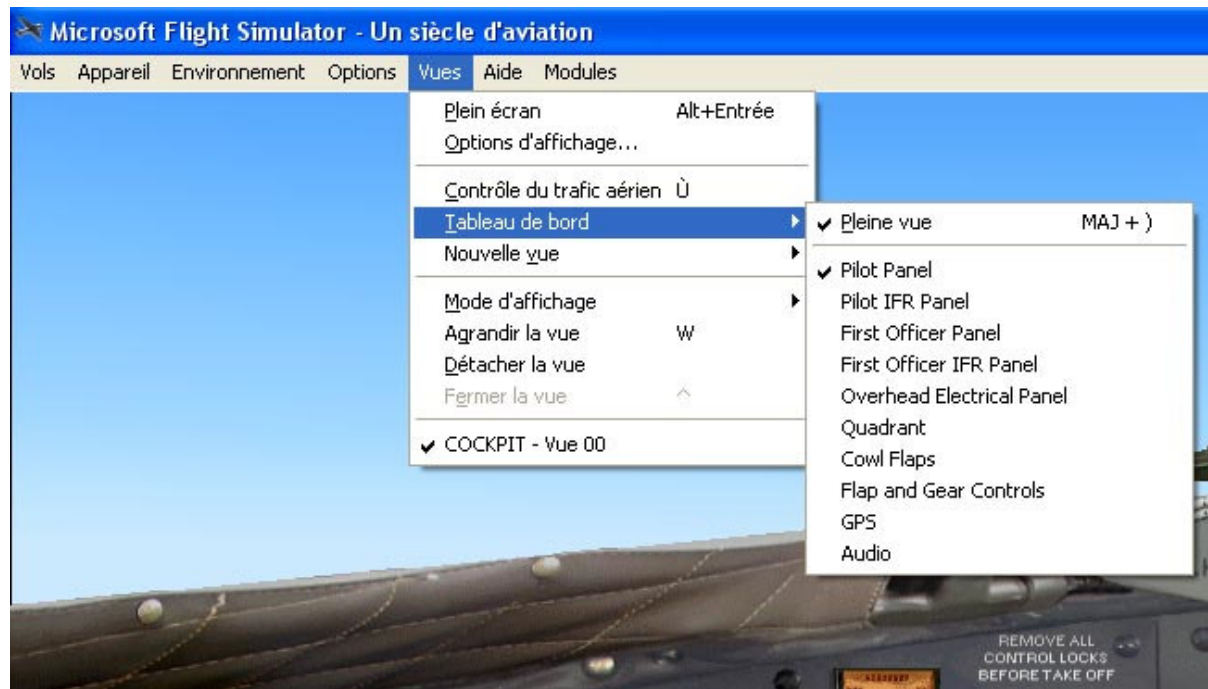 Microsoft Flight Simulator - Un siècle d'aviation
Vols Appareil Environnement Options Vues Aide Modules
Plein écran Alt+Entrée
Options d'affichage...
Contrôle du trafic aérien Ù
Tableau de bord
Nouvelle vue
Mode d'affichage
Agrandir la vue W
Détacher la vue
Fermer la vue ^
COCKPIT - Vue 00
Pleine vue MAJ + )
Pilot Panel
Pilot IFR Panel
First Officer Panel
First Officer IFR Panel
Overhead Electrical Panel
Quadrant
Cowl Flaps
Flap and Gear Controls
GPS
Audio
REMOVE ALL
CONTROL LOCKS
BEFORE TAKE OFF